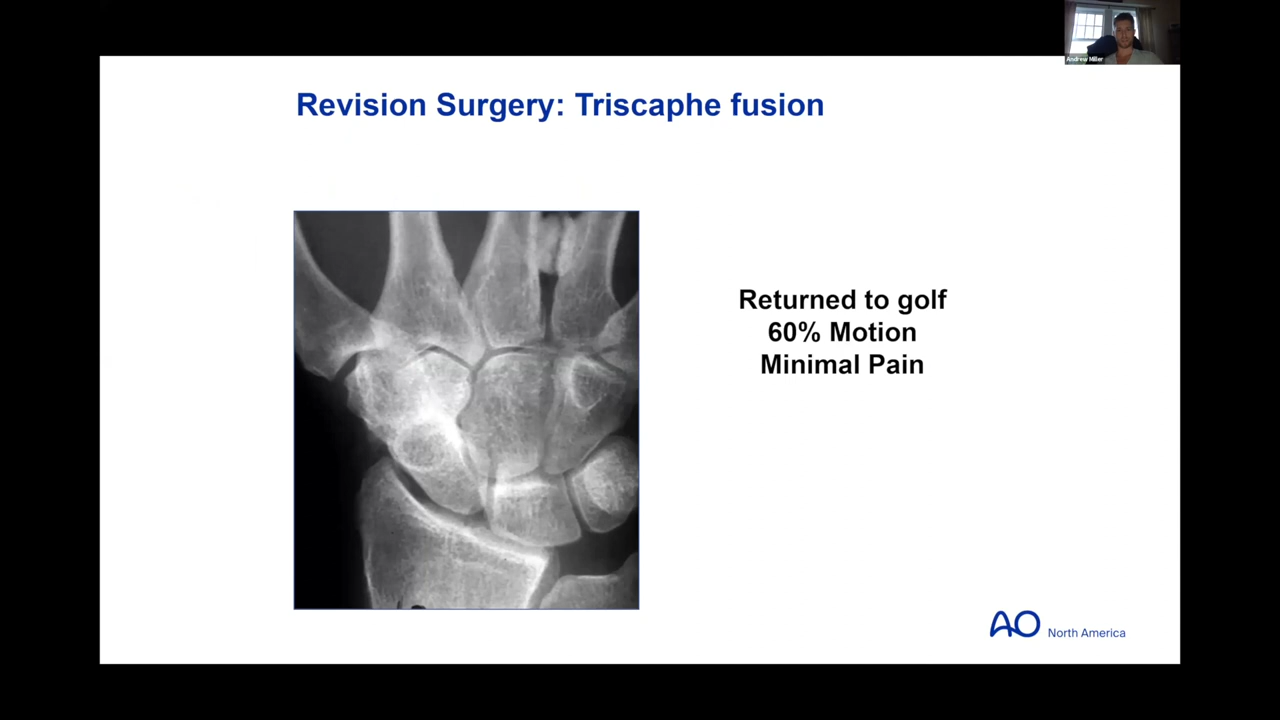 Andrew Miller
Revision Surgery: Triscaphe fusion
Returned to golf
60% Motion
Minimal Pain
AO North America